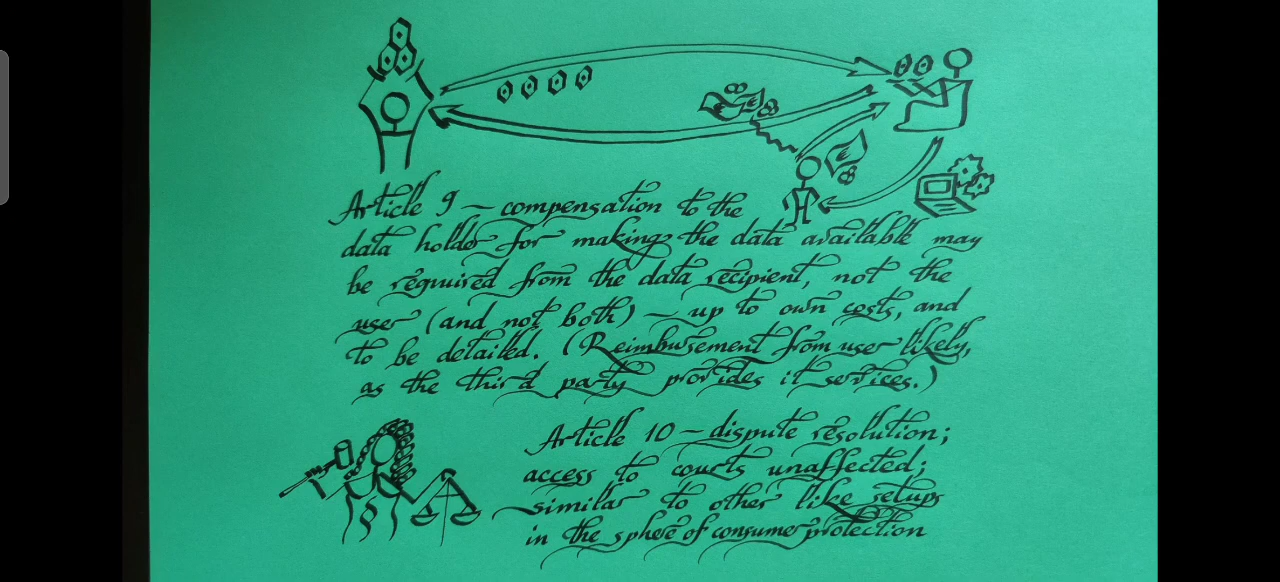 Article 9 – compensation to the
data holder for making the data available may
be required from the data recipient, not the
user (and not both) – up to own costs, and
to be detailed. (Reimbursement from user likely,
as the third party provides it services.)
Article 10 – dispute resolution;
access to courts unaffected;
similar to other like setups
in the sphere of consumer protection